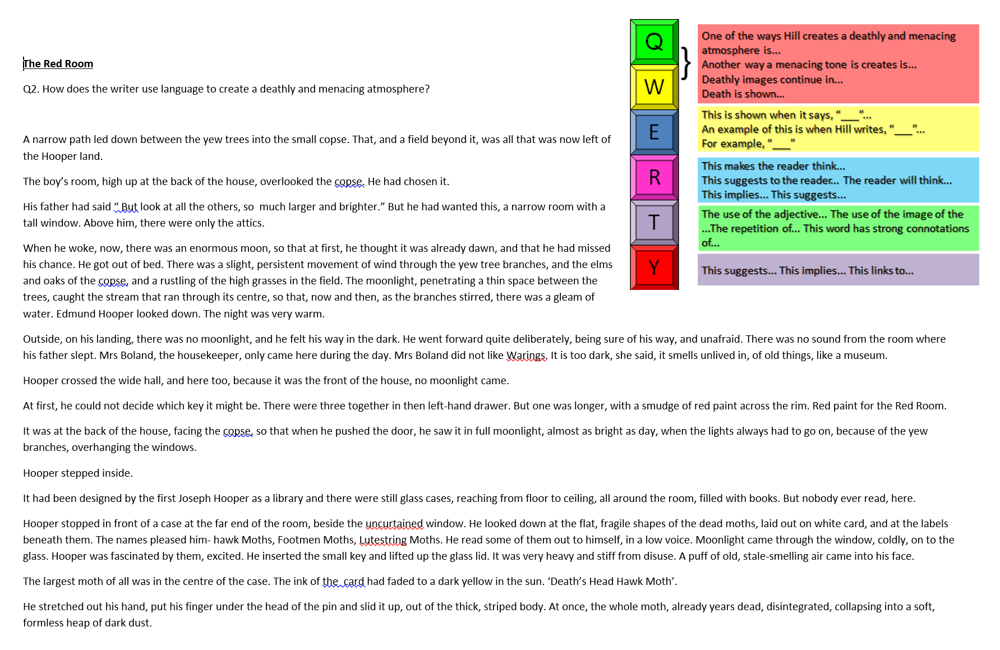 The Red Room
Q2. How does the writer use language to create a deathly and menacing atmosphere?
A narrow path led down between the yew trees into the small copse. That, and a field beyond it, was all that was now left of
the Hooper land.
The boy’s room, high up at the back of the house, overlooked the copse. He had chosen it.
His father had said “ But look at all the others, so  much larger and brighter.” But he had wanted this, a narrow room with a
tall window. Above him, there were only the attics.
When he woke, now, there was an enormous moon, so that at first, he thought it was already dawn, and that he had missed
his chance. He got out of bed. There was a slight, persistent movement of wind through the yew tree branches, and the elms
and oaks of the copse, and a rustling of the high grasses in the field. The moonlight, penetrating a thin space between the
trees, caught the stream that ran through its centre, so that, now and then, as the branches stirred, there was a gleam of
water. Edmund Hooper looked down. The night was very warm.
Outside, on his landing, there was no moonlight, and he felt his way in the dark. He went forward quite deliberately, being sure of his way, and unafraid. There was no sound from the room where
his father slept. Mrs Boland, the housekeeper, only came here during the day. Mrs Boland did not like Warings. It is too dark, she said, it smells unlived in, of old things, like a museum.
Hooper crossed the wide hall, and here too, because it was the front of the house, no moonlight came.
At first, he could not decide which key it might be. There were three together in then left-hand drawer. But one was longer, with a smudge of red paint across the rim. Red paint for the Red Room.
It was at the back of the house, facing the copse, so that when he pushed the door, he saw it in full moonlight, almost as bright as day, when the lights always had to go on, because of the yew
branches, overhanging the windows.
Hooper stepped inside.
It had been designed by the first Joseph Hooper as a library and there were still glass cases, reaching from floor to ceiling, all around the room, filled with books. But nobody ever read, here.
Hooper stopped in front of a case at the far end of the room, beside the uncurtained window. He looked down at the flat, fragile shapes of the dead moths, laid out on white card, and at the labels
beneath them. The names pleased him- hawk Moths, Footmen Moths, Lutestring Moths. He read some of them out to himself, in a low voice. Moonlight came through the window, coldly, on to the
glass. Hooper was fascinated by them, excited. He inserted the small key and lifted up the glass lid. It was very heavy and stiff from disuse. A puff of old, stale-smelling air came into his face.
The largest moth of all was in the centre of the case. The ink of the  card had faded to a dark yellow in the sun. ‘Death’s Head Hawk Moth’.
He stretched out his hand, put his finger under the head of the pin and slid it up, out of the thick, striped body. At once, the whole moth, already years dead, disintegrated, collapsing into a soft,
formless heap of dark dust.
Q
W
E
R
T
Y
}
One of the ways Hill creates a deathly and menacing
atmosphere is...
Another way a menacing tone is creates is...
Deathly images continue in...
Death is shown...
This is shown when it says, “___”...
An example of this is when Hill writes, “___”...
For example, “___”
This makes the reader think...
This suggests to the reader... The reader will think...
This implies... This suggests...
The use of the adjective... The use of the image of the
...The repetition of... This word has strong connotations
of...
This suggests... This implies... This links to...